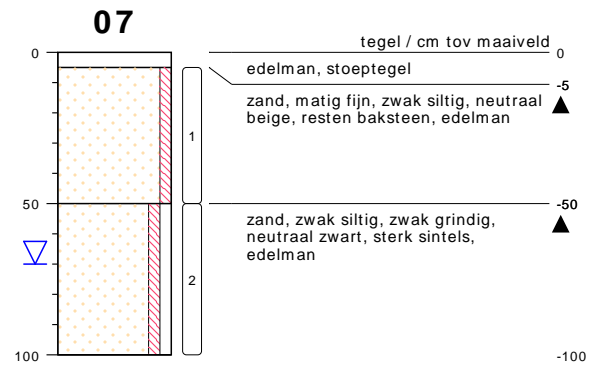 07
tegel / cm tov maaiveld
0
0
edelman, stoeptegel
-5
zand, matig fijn, zwak siltig, neutraal
beige, resten baksteen, edelman
1
50
-50
zand, zwak siltig, zwak grindig,
neutraal zwart, sterk sintels,
edelman
2
100
-100